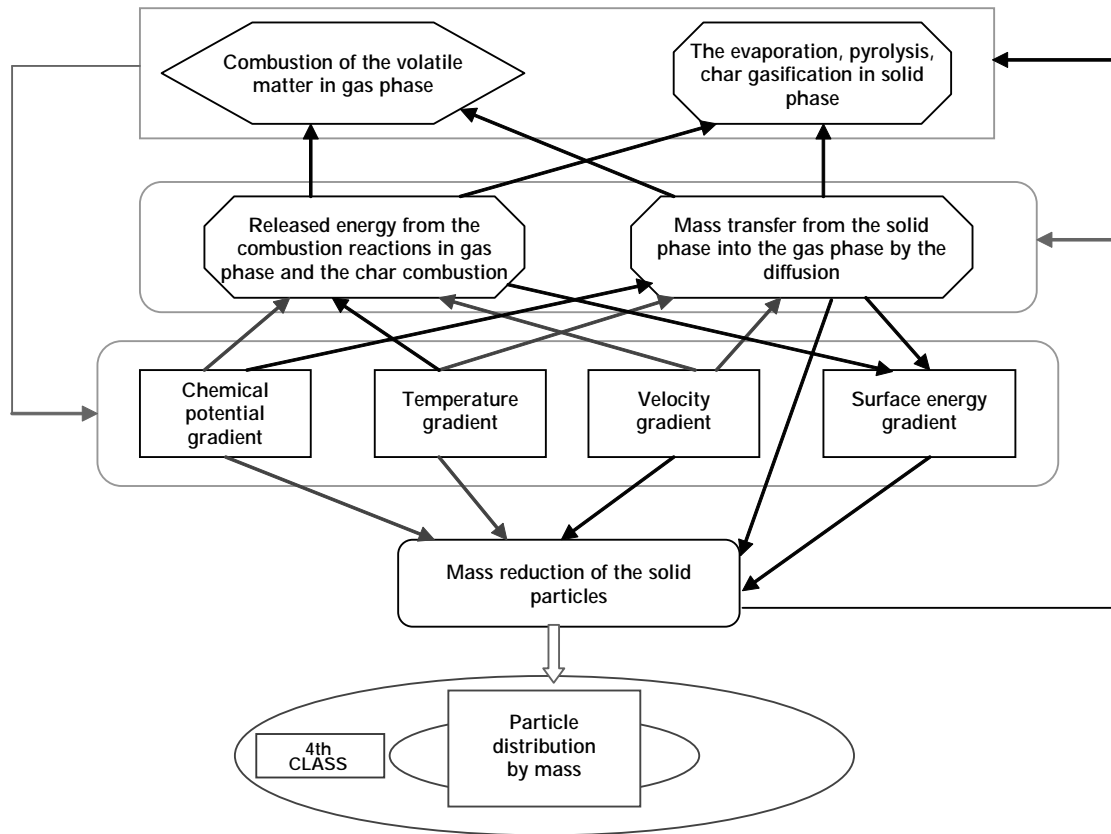 Combustion of the volatile
matter in gas phase
The evaporation, pyrolysis,
char gasification in solid
phase
Released energy from the
combustion reactions in gas
phase and the char combustion
Mass transfer from the solid
phase into the gas phase by the
diffusion
Chemical
potential
gradient
Temperature
gradient
Velocity
gradient
Surface energy
gradient
Mass reduction of the solid
particles
Particle
distribution
by mass
4th
CLASS